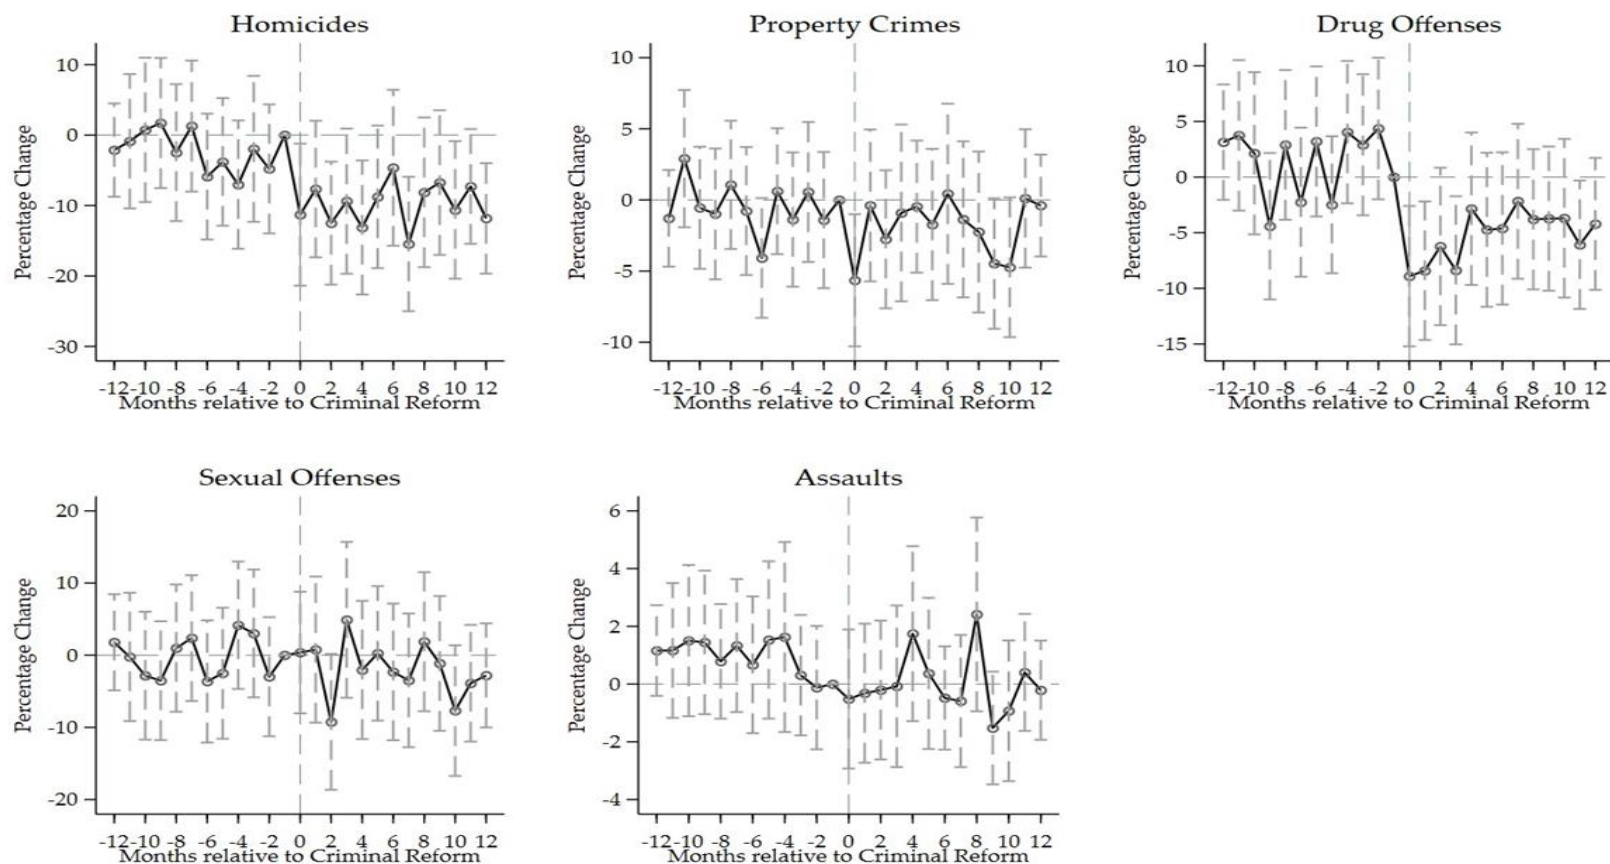 Homicides
Percentage Change
10
0
-10
-20
-30
-12 -10 -8 -6 -4 -2 0 2 4 6 8 10 12
Months relative to Criminal Reform
Property Crimes
Percentage Change
10
5
0
-5
-10
-12 -10 -8 -6 -4 -2 0 2 4 6 8 10 12
Months relative to Criminal Reform
Drug Offenses
Percentage Change
10
5
0
-5
-10
-15
-12 -10 -8 -6 -4 -2 0 2 4 6 8 10 12
Months relative to Criminal Reform
Sexual Offenses
Percentage Change
20
10
0
-10
-20
-12 -10 -8 -6 -4 -2 0 2 4 6 8 10 12
Months relative to Criminal Reform
Assaults
Percentage Change
6
4
2
0
-2
-4
-12 -10 -8 -6 -4 -2 0 2 4 6 8 10 12
Months relative to Criminal Reform